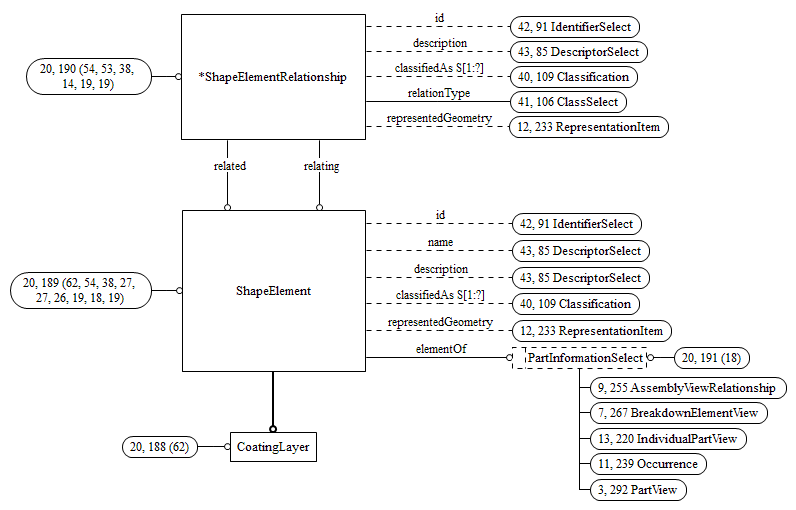 id
42, 91 IdentifierSelect
description
43, 85 DescriptorSelect
20, 190 (54, 53, 38,
14, 19, 19)
*ShapeElementRelationship
classifiedAs S[1:?]
40, 109 Classification
relationType
41, 106 ClassSelect
representedGeometry
12, 233 RepresentationItem
related
relating
id
42, 91 IdentifierSelect
name
43, 85 DescriptorSelect
description
43, 85 DescriptorSelect
20, 189 (62, 54, 38, 27,
27, 26, 19, 18, 19)
ShapeElement
classifiedAs S[1:?]
40, 109 Classification
representedGeometry
12, 233 RepresentationItem
elementOf
PartInformationSelect
20, 191 (18)
9, 255 AssemblyViewRelationship
7, 267 BreakdownElementView
13, 220 IndividualPartView
11, 239 Occurrence
3, 292 PartView
20, 188 (62)
CoatingLayer